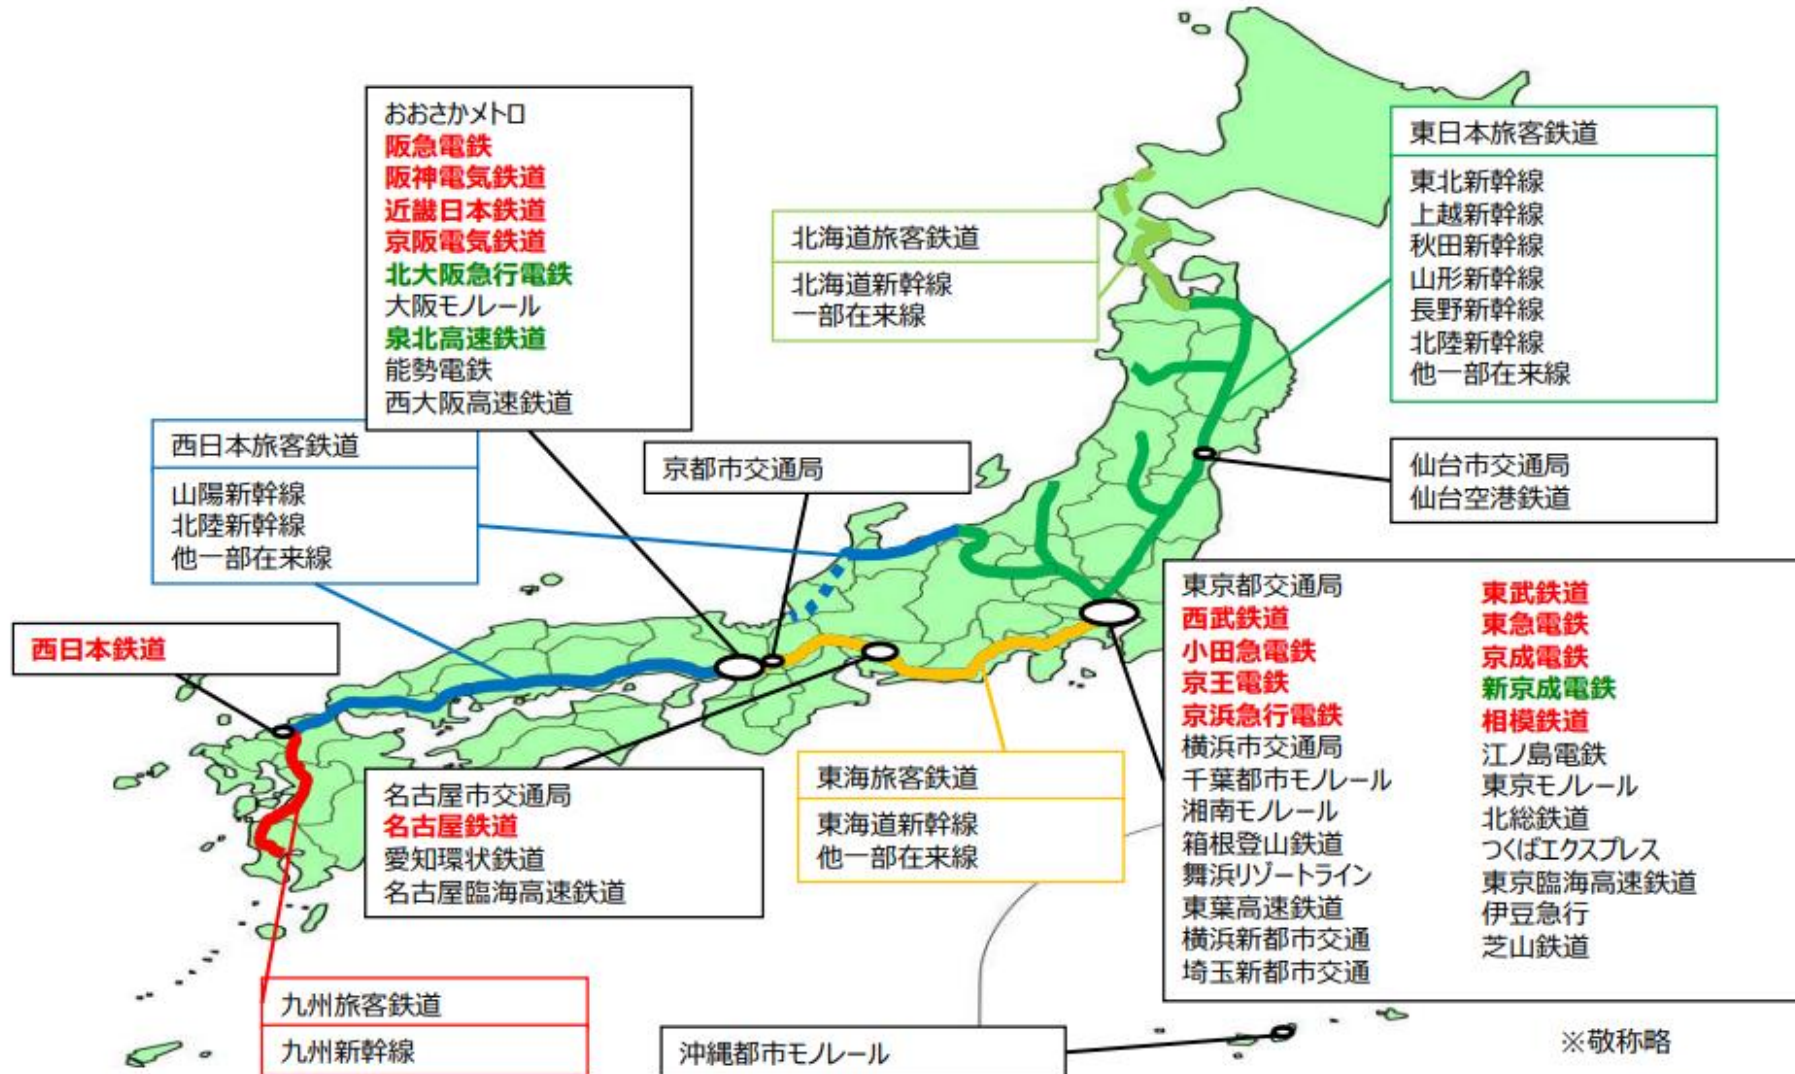 おおさかメトロ
阪急電鉄
阪神電気鉄道
近畿日本鉄道
京阪電気鉄道
北大阪急行電鉄
大阪モノレール
泉北高速鉄道
能勢電鉄
西大阪高速鉄道
東日本旅客鉄道
東北新幹線
上越新幹線
秋田新幹線
山形新幹線
長野新幹線
北陸新幹線
他一部在来線
北海道旅客鉄道
北海道新幹線
一部在来線
西日本旅客鉄道
山陽新幹線
北陸新幹線
他一部在来線
京都市交通局
仙台市交通局
仙台空港鉄道
西日本鉄道
東京都交通局
西武鉄道
小田急電鉄
京王電鉄
京浜急行電鉄
横浜市交通局
千葉都市モノレール
湘南モノレール
箱根登山鉄道
舞浜リゾートライン
東葉高速鉄道
横浜新都市交通
埼玉新都市交通
東武鉄道
東急電鉄
京成電鉄
新京成電鉄
相模鉄道
江ノ島電鉄
東京モノレール
北総鉄道
つくばエクスプレス
東京臨海高速鉄道
伊豆急行
芝山鉄道
名古屋市交通局
名古屋鉄道
愛知環状鉄道
名古屋臨海高速鉄道
東海旅客鉄道
東海道新幹線
他一部在来線
九州旅客鉄道
九州新幹線
沖縄都市モノレール
※敬称略